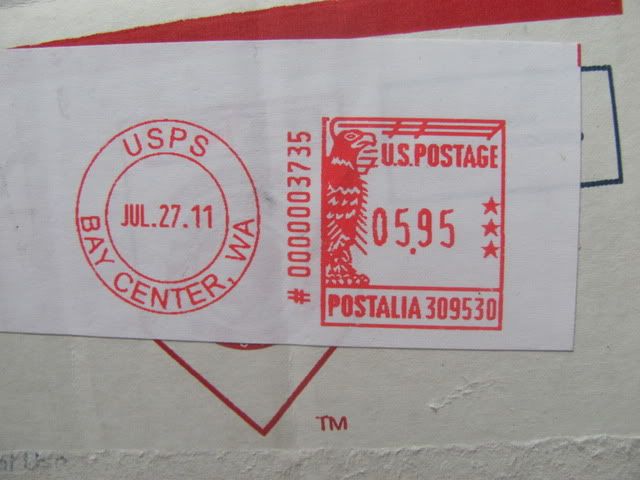 USPS
JUL.27.11
BAY CENTER, WA
# 0000003735
U.S.POSTAGE
05.95
POSTALIA 309530
TM